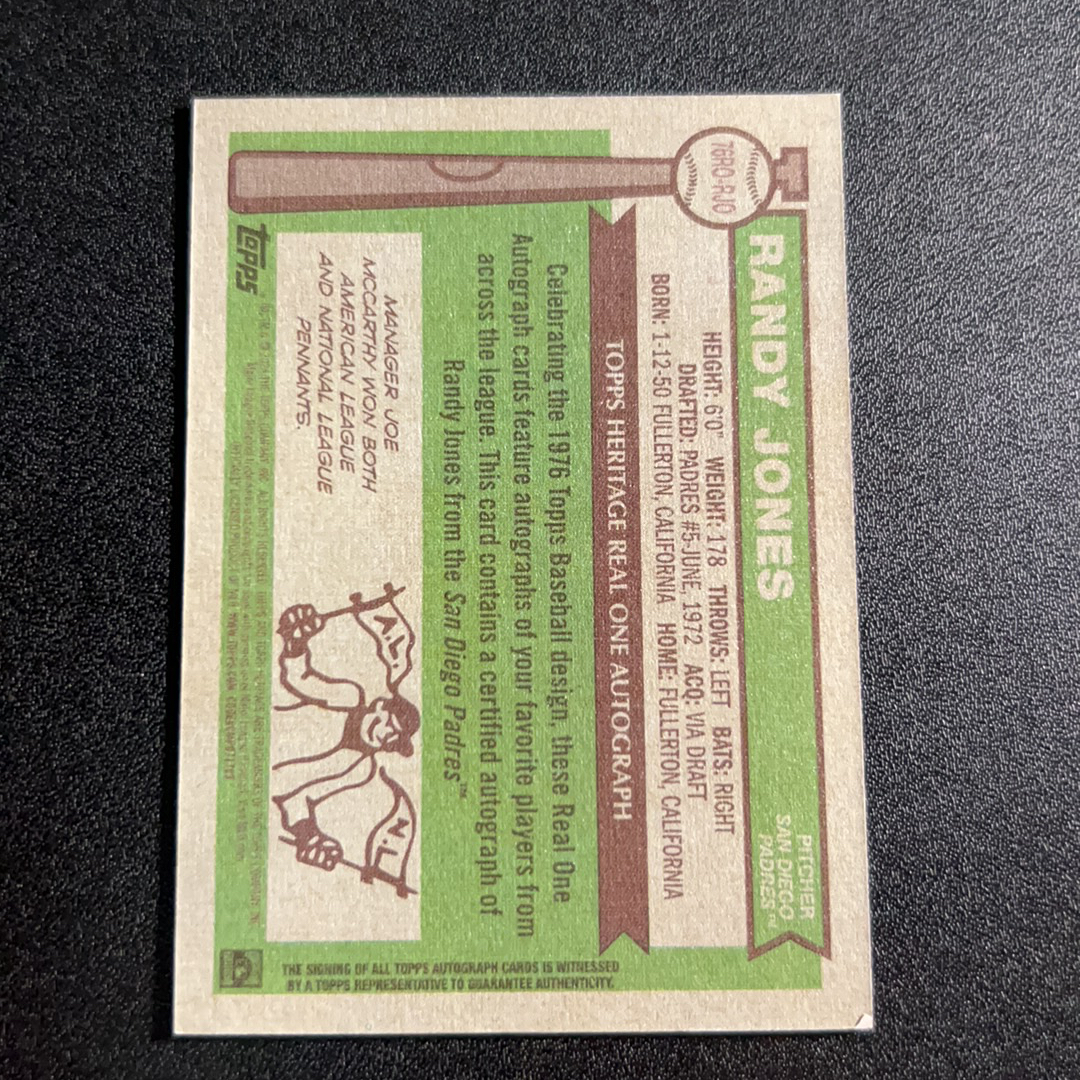 76RO-RJO
RANDY JONES
PITCHER
SAN DIEGO
PADRES™
HEIGHT: 6'0" WEIGHT: 178 THROWS: LEFT BATS: RIGHT
DRAFTED: PADRES #5-JUNE, 1972 ACQ: VIA DRAFT
BORN: 1-12-50 FULLERTON, CALIFORNIA HOME: FULLERTON, CALIFORNIA
TOPPS HERITAGE REAL ONE AUTOGRAPH
Celebrating the 1976 Topps Baseball design, these Real One
Autograph cards feature autographs of your favorite players from
across the league. This card contains a certified autograph of
Randy Jones from the San Diego Padres™
MANAGER JOE
MCCARTHY WON BOTH
AMERICAN LEAGUE
AND NATIONAL LEAGUE
PENNANTS.
A.L.
N.L.
topps
THE SIGNING OF ALL TOPPS AUTOGRAPH CARDS IS WITNESSED
BY A TOPPS REPRESENTATIVE TO GUARANTEE AUTHENTICITY.